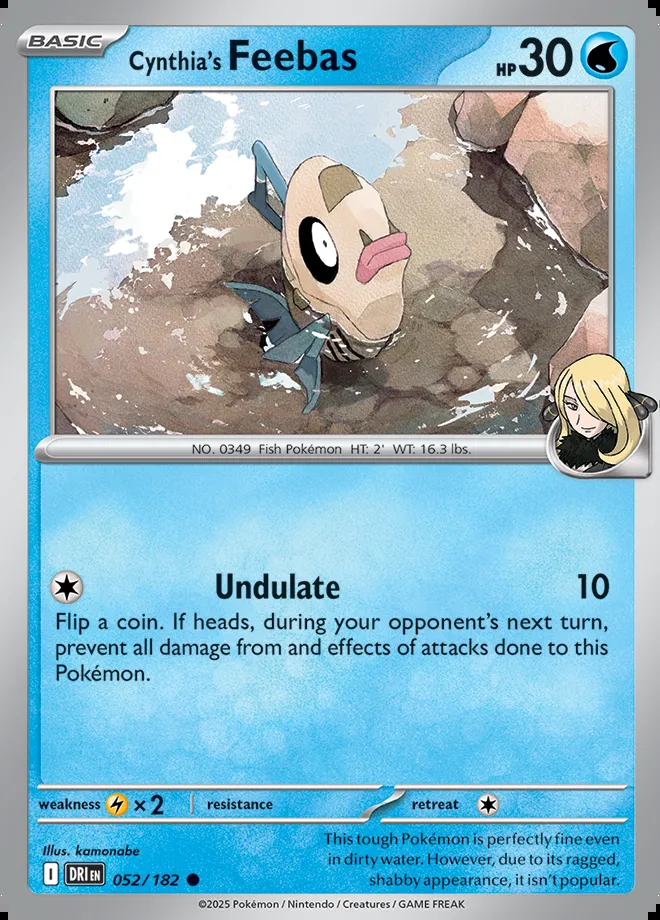 BASIC
Cynthia's Feebas HP 30
NO. 0349 Fish Pokémon HT: 2' WT: 16.3 lbs.
Undulate 10
Flip a coin. If heads, during your opponent's next turn,
prevent all damage from and effects of attacks done to this
Pokémon.
weakness ×2 resistance retreat
Illus. kamonabe
This tough Pokémon is perfectly fine even
in dirty water. However, due to its ragged,
shabby appearance, it isn't popular.
I DRI EN 052/182
©2025 Pokémon / Nintendo / Creatures / GAME FREAK